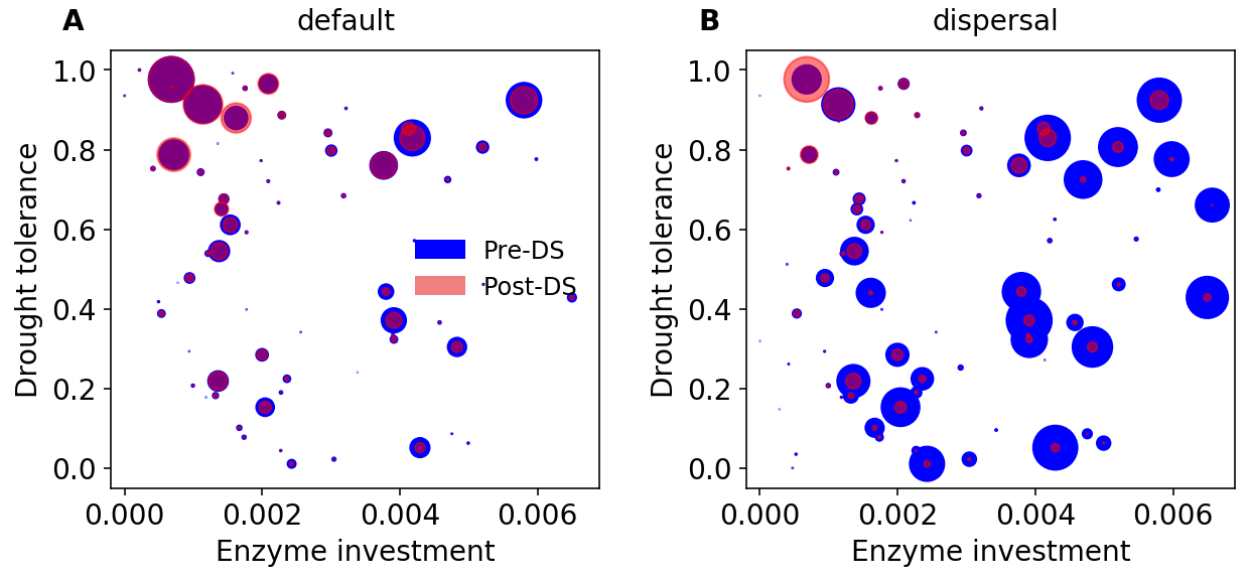 A default
1.0
0.8
0.6
0.4
0.2
0.0
Drought tolerance
Pre-DS
Post-DS
0.000 0.002 0.004 0.006
Enzyme investment
B dispersal
1.0
0.8
0.6
0.4
0.2
0.0
Drought tolerance
0.000 0.002 0.004 0.006
Enzyme investment